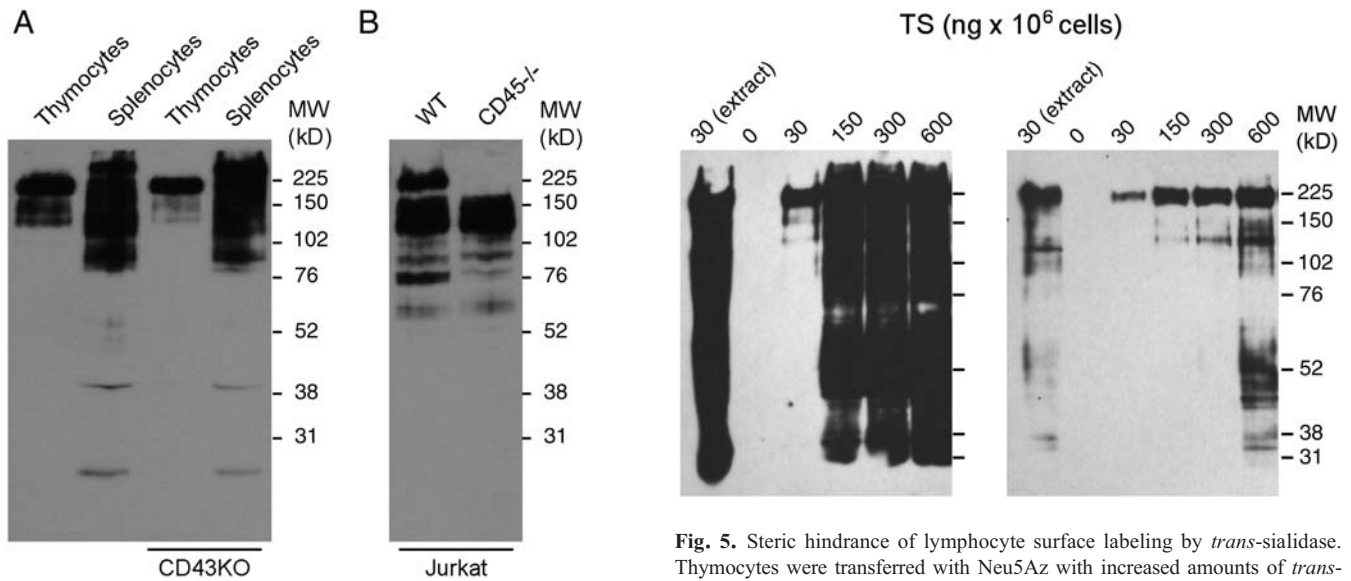 A
Thymocytes
Splenocytes
Thymocytes
Splenocytes
MW
(kD)
225
150
102
76
52
38
31
CD43KO
B
WT
CD45-/-
MW
(kD)
225
150
102
76
52
38
31
Jurkat
TS (ng x 10⁶ cells)
30 (extract)
0
30
150
300
600
30 (extract)
0
30
150
300
600
MW
(kD)
225
150
102
76
52
38
31
Fig. 5. Steric hindrance of lymphocyte surface labeling by trans-sialidase.
Thymocytes were transferred with Neu5Az with increased amounts of trans-